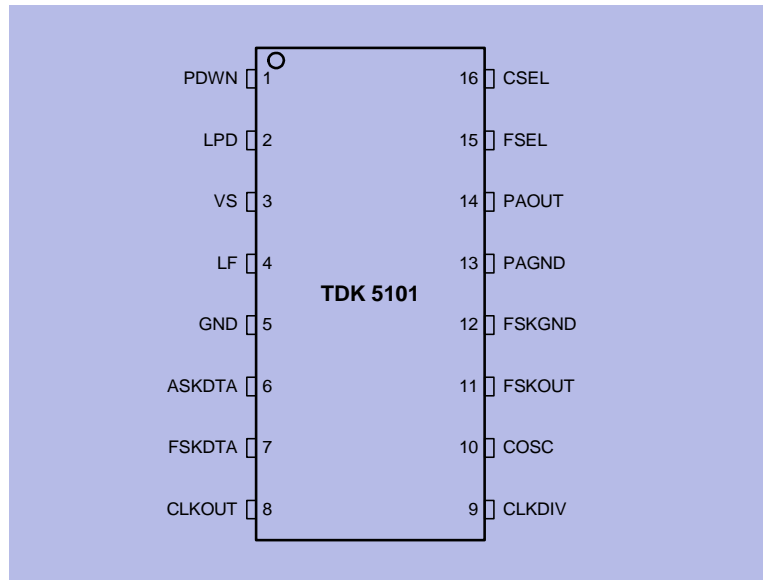 PDWN 1 16 CSEL
LPD 2 15 FSEL
VS 3 14 PAOUT
LF 4 13 PAGND
TDK 5101
GND 5 12 FSKGND
ASKDTA 6 11 FSKOUT
FSKDTA 7 10 COSC
CLKOUT 8 9 CLKDIV